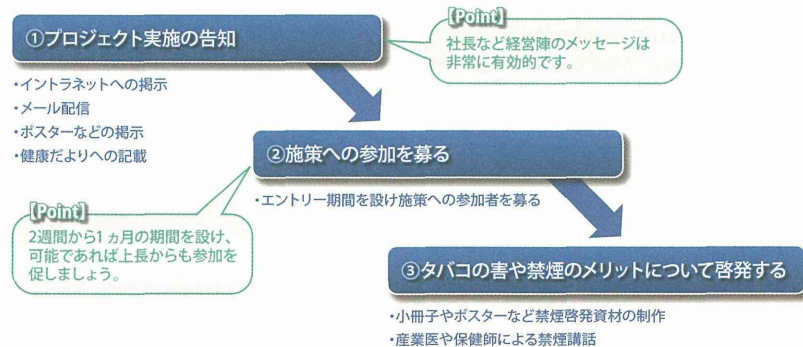 ①プロジェクト実施の告知
【Point】
社長など経営陣のメッセージは
非常に有効的です。
・イントラネットへの掲示
・メール配信
・ポスターなどの掲示
・健康だよりへの記載
②施策への参加を募る
・エントリー期間を設け施策への参加者を募る
【Point】
2週間から1ヵ月の期間を設け、
可能であれば上長からも参加を
促しましょう。
③タバコの害や禁煙のメリットについて啓発する
・小冊子やポスターなど禁煙啓発資材の制作
・産業医や保健師による禁煙講話